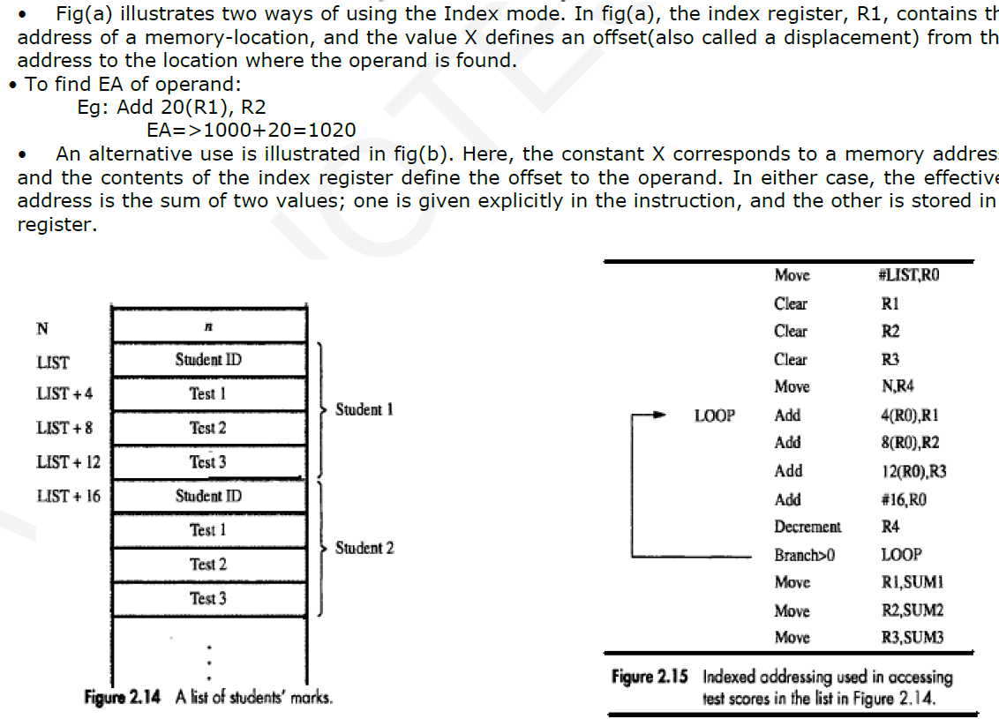 • Fig(a) illustrates two ways of using the Index mode. In fig(a), the index register, R1, contains
address of a memory-location, and the value X defines an offset(also called a displacement) from
address to the location where the operand is found.
• To find EA of operand:
Eg: Add 20(R1), R2
EA=>1000+20=1020
• An alternative use is illustrated in fig(b). Here, the constant X corresponds to a memory
and the contents of the index register define the offset to the operand. In either case, the
address is the sum of two values; one is given explicitly in the instruction, and the other is stored in
register.
N n
LIST Student ID
LIST + 4 Test 1
LIST + 8 Test 2
LIST + 12 Test 3
Student 1
LIST + 16 Student ID
Test 1
Test 2
Test 3
Student 2
Figure 2.14 A list of students' marks.
Move #LIST,R0
Clear R1
Clear R2
Clear R3
Move N,R4
LOOP Add 4(R0),R1
Add 8(R0),R2
Add 12(R0),R3
Add #16,R0
Decrement R4
Branch>0 LOOP
Move R1,SUM1
Move R2,SUM2
Move R3,SUM3
Figure 2.15 Indexed addressing used in accessing
test scores in the list in Figure 2.14.